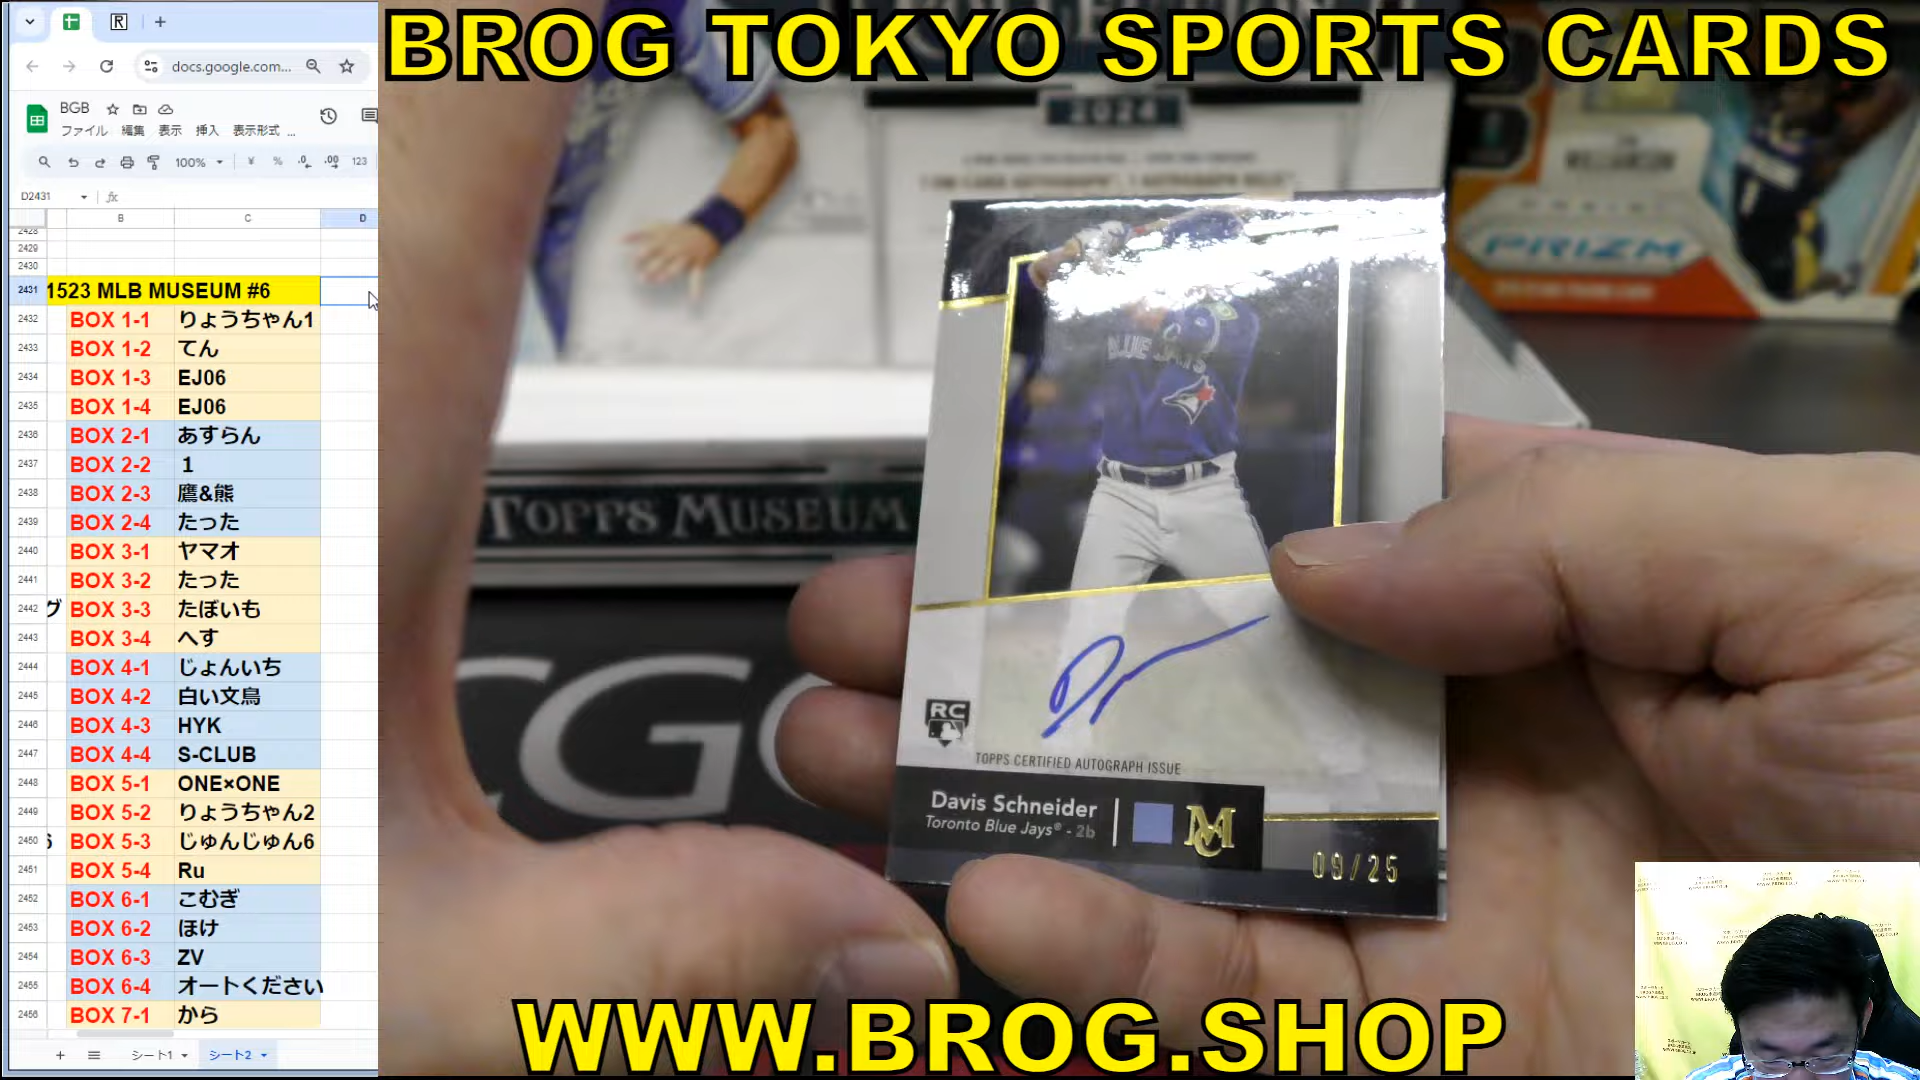 BROG TOKYO SPORTS CARDS
docs.google.com...
BGB
ファイル 編集 表示 挿入 表示形式 ...
100% ¥ % .0 .00 123
D2431 fx
B C D
2428
2429
2430
2431 1523 MLB MUSEUM #6
2432 BOX 1-1 りょうちゃん1
2433 BOX 1-2 てん
2434 BOX 1-3 EJ06
2435 BOX 1-4 EJ06
2436 BOX 2-1 あすらん
2437 BOX 2-2 1
2438 BOX 2-3 鷹&熊
2439 BOX 2-4 たった
2440 BOX 3-1 ヤマオ
2441 BOX 3-2 たった
2442 グ BOX 3-3 たぼいも
2443 BOX 3-4 へす
2444 BOX 4-1 じょんいち
2445 BOX 4-2 白い文鳥
2446 BOX 4-3 HYK
2447 BOX 4-4 S-CLUB
2448 BOX 5-1 ONE×ONE
2449 BOX 5-2 りょうちゃん2
2450 6 BOX 5-3 じゅんじゅん6
2451 BOX 5-4 Ru
2452 BOX 6-1 こむぎ
2453 BOX 6-2 ほけ
2454 BOX 6-3 ZV
2455 BOX 6-4 オートください
2456 BOX 7-1 から
シート1 シート2
2024
PRIZM
TOPPS MUSEUM
CG
BLUE JAYS
RC
TOPPS CERTIFIED AUTOGRAPH ISSUE
Davis Schneider
Toronto Blue Jays® - 2b
MC
09/25
WWW.BROG.SHOP